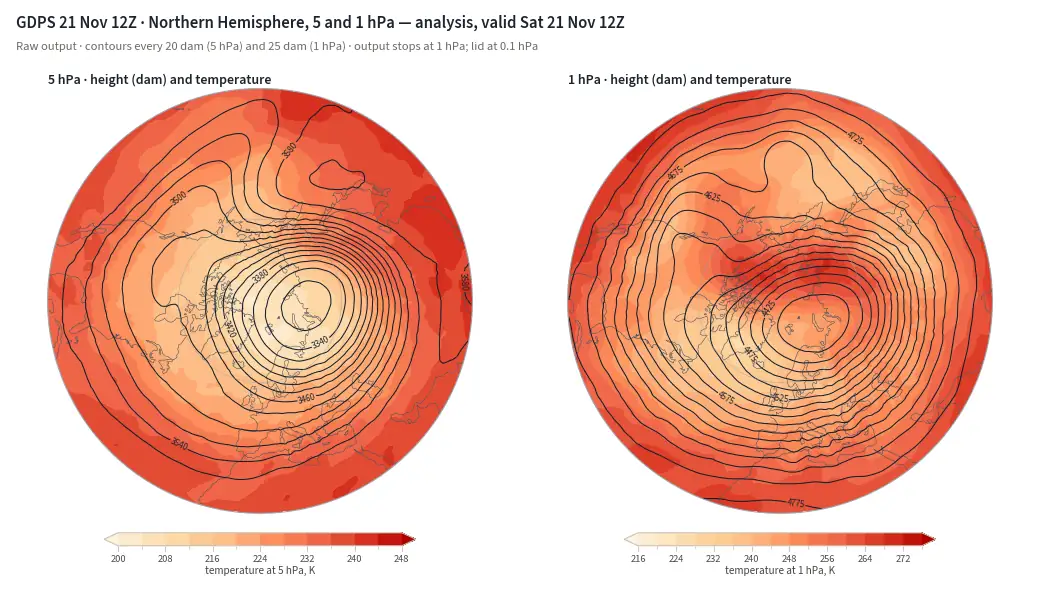 GDPS 21 Nov 12Z · Northern Hemisphere, 5 and 1 hPa — analysis, valid Sat 21 Nov 12Z
Raw output · contours every 20 dam (5 hPa) and 25 dam (1 hPa) · output stops at 1 hPa; lid at 0.1 hPa
5 hPa · height (dam) and temperature
3580
3500
3380
3580
3420
3340
3460
3540
200 208 216 224 232 240 248
temperature at 5 hPa, K
1 hPa · height (dam) and temperature
4725
4675
4625
4425
4475
4575
4525
4775
216 224 232 240 248 256 264 272
temperature at 1 hPa, K